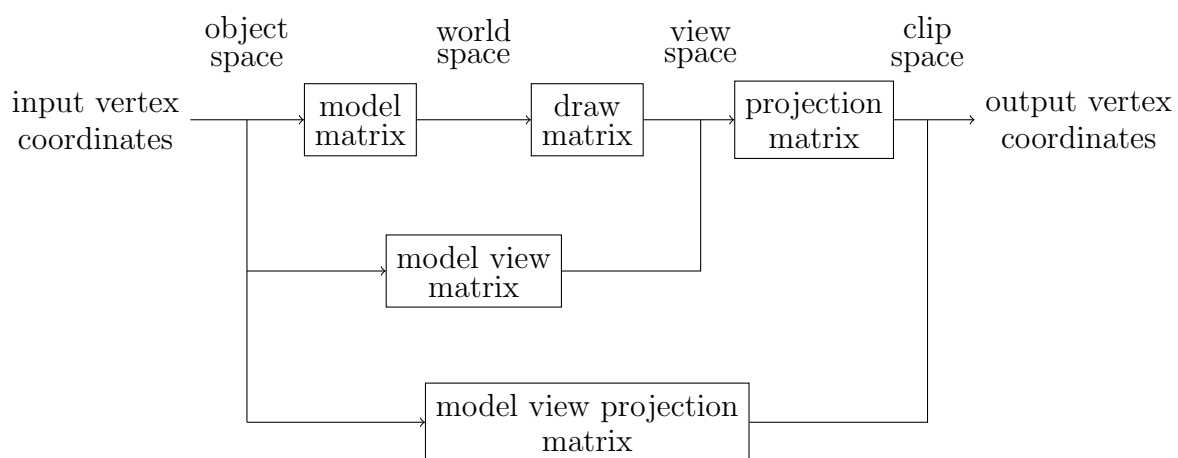 object
space
world
space
view
space
clip
space
input vertex
coordinates
model
matrix
draw
matrix
projection
matrix
output vertex
coordinates
model view
matrix
model view projection
matrix